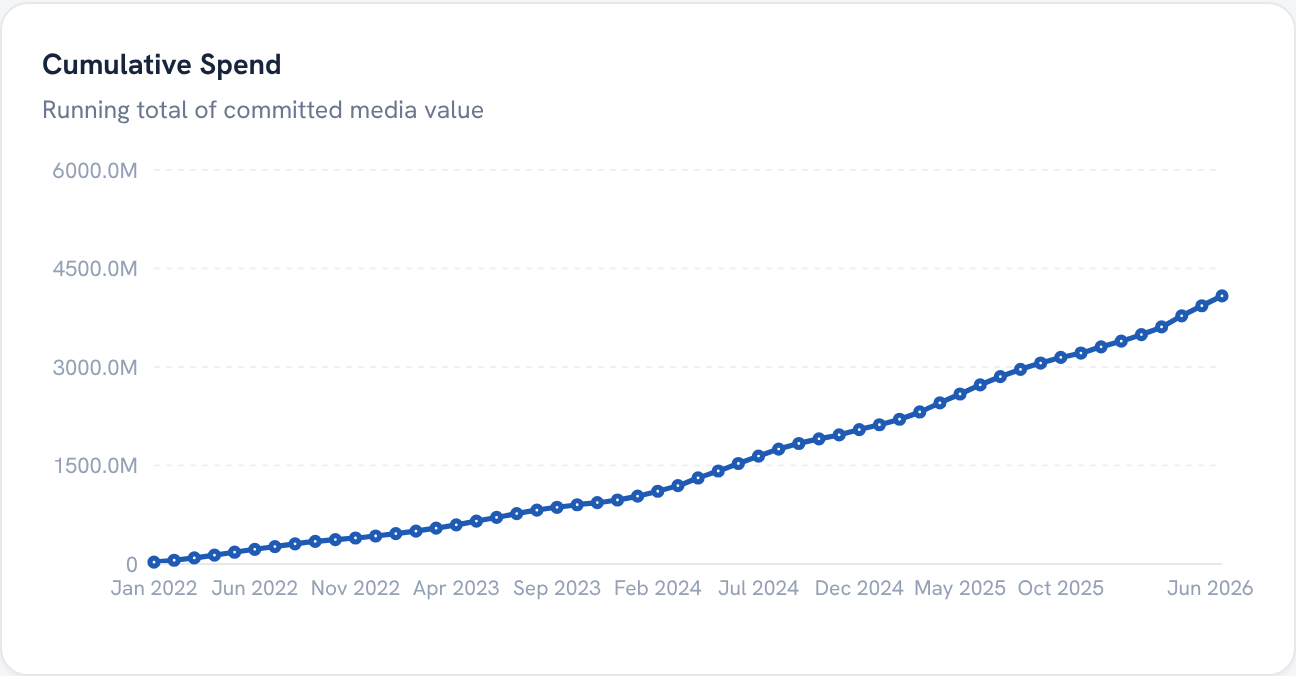 Cumulative Spend
Running total of committed media value
6000.0M
4500.0M
3000.0M
1500.0M
0
Jan 2022 Jun 2022 Nov 2022 Apr 2023 Sep 2023 Feb 2024 Jul 2024 Dec 2024 May 2025 Oct 2025 Jun 2026